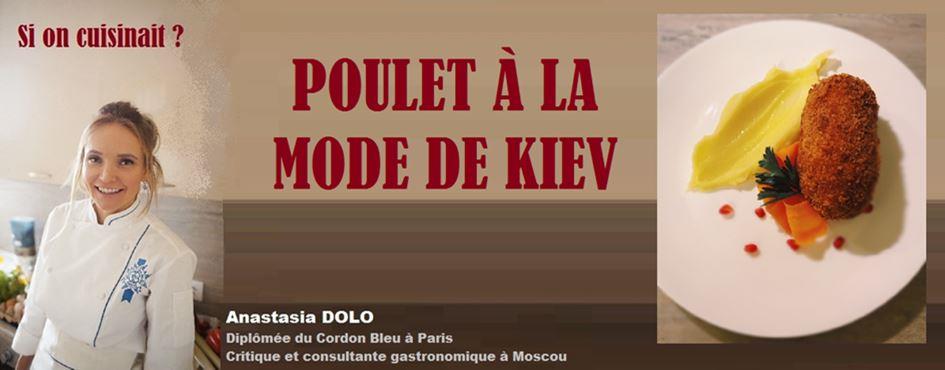 Si on cuisinait ?
POULET À LA
MODE DE KIEV
Anastasia DOLO
Diplômée du Cordon Bleu à Paris
Critique et consultante gastronomique à Moscou